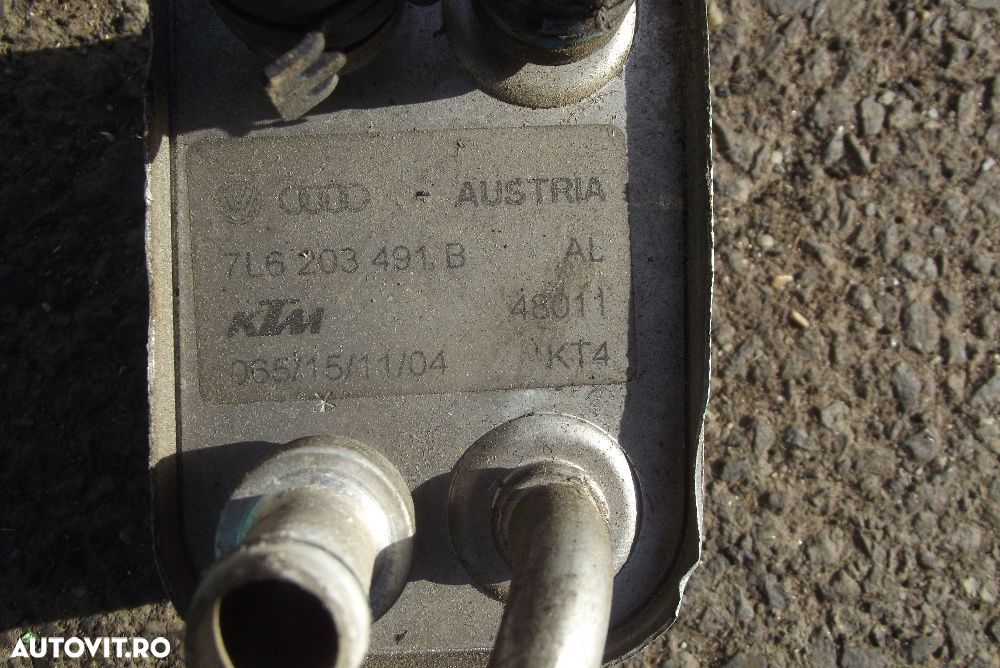 AUSTRIA
7L6 203 491 B AL
KTM 48011
065/15/11/04 KT4
AUTOVIT.RO